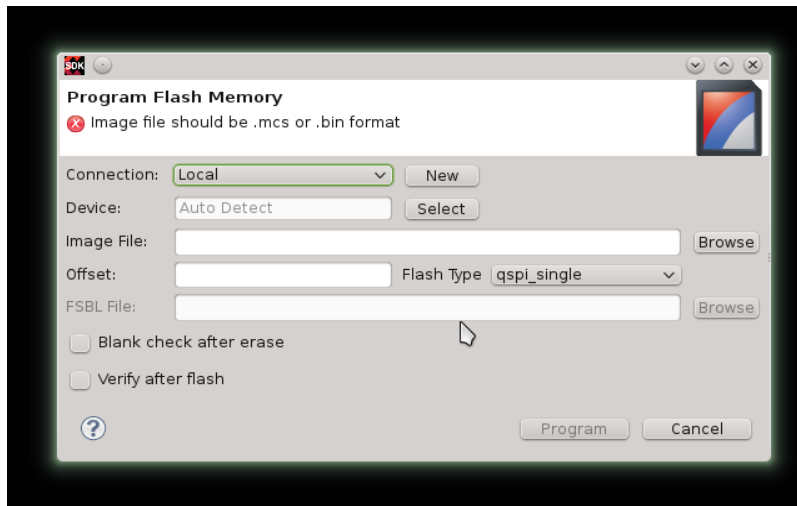 SDK
Program Flash Memory
Image file should be .mcs or .bin format
Connection: Local New
Device: Auto Detect Select
Image File: Browse
Offset: Flash Type qspi_single
FSBL File: Browse
Blank check after erase
Verify after flash
? Program Cancel